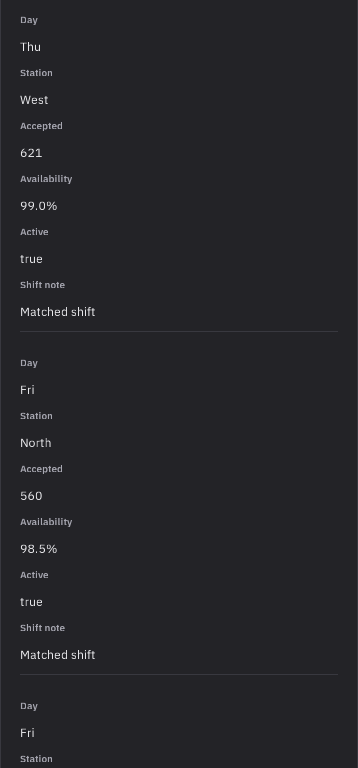 Day
Thu
Station
West
Accepted
621
Availability
99.0%
Active
true
Shift note
Matched shift
Day
Fri
Station
North
Accepted
560
Availability
98.5%
Active
true
Shift note
Matched shift
Day
Fri
Station